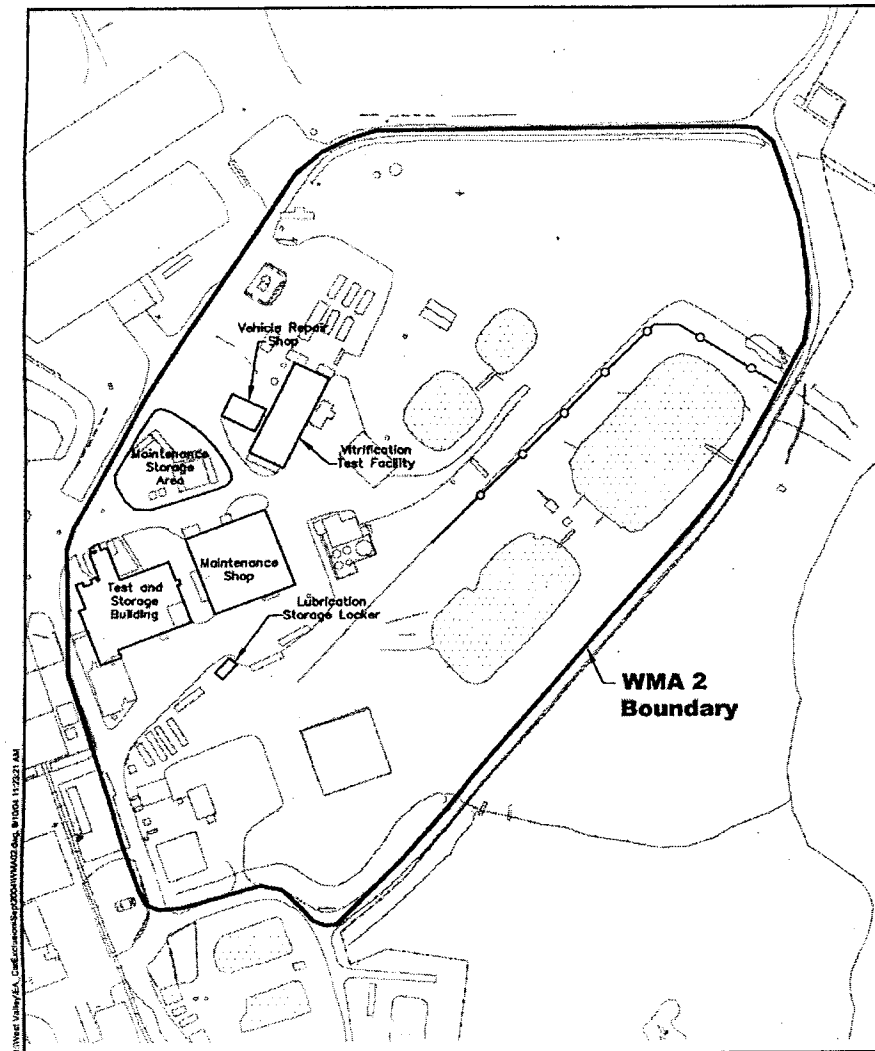 Vehicle Repair
Shop
Vitrification
Test Facility
Maintenance
Storage
Area
Maintenance
Shop
Test and
Storage
Building
Lubrication
Storage Locker
WMA 2
Boundary